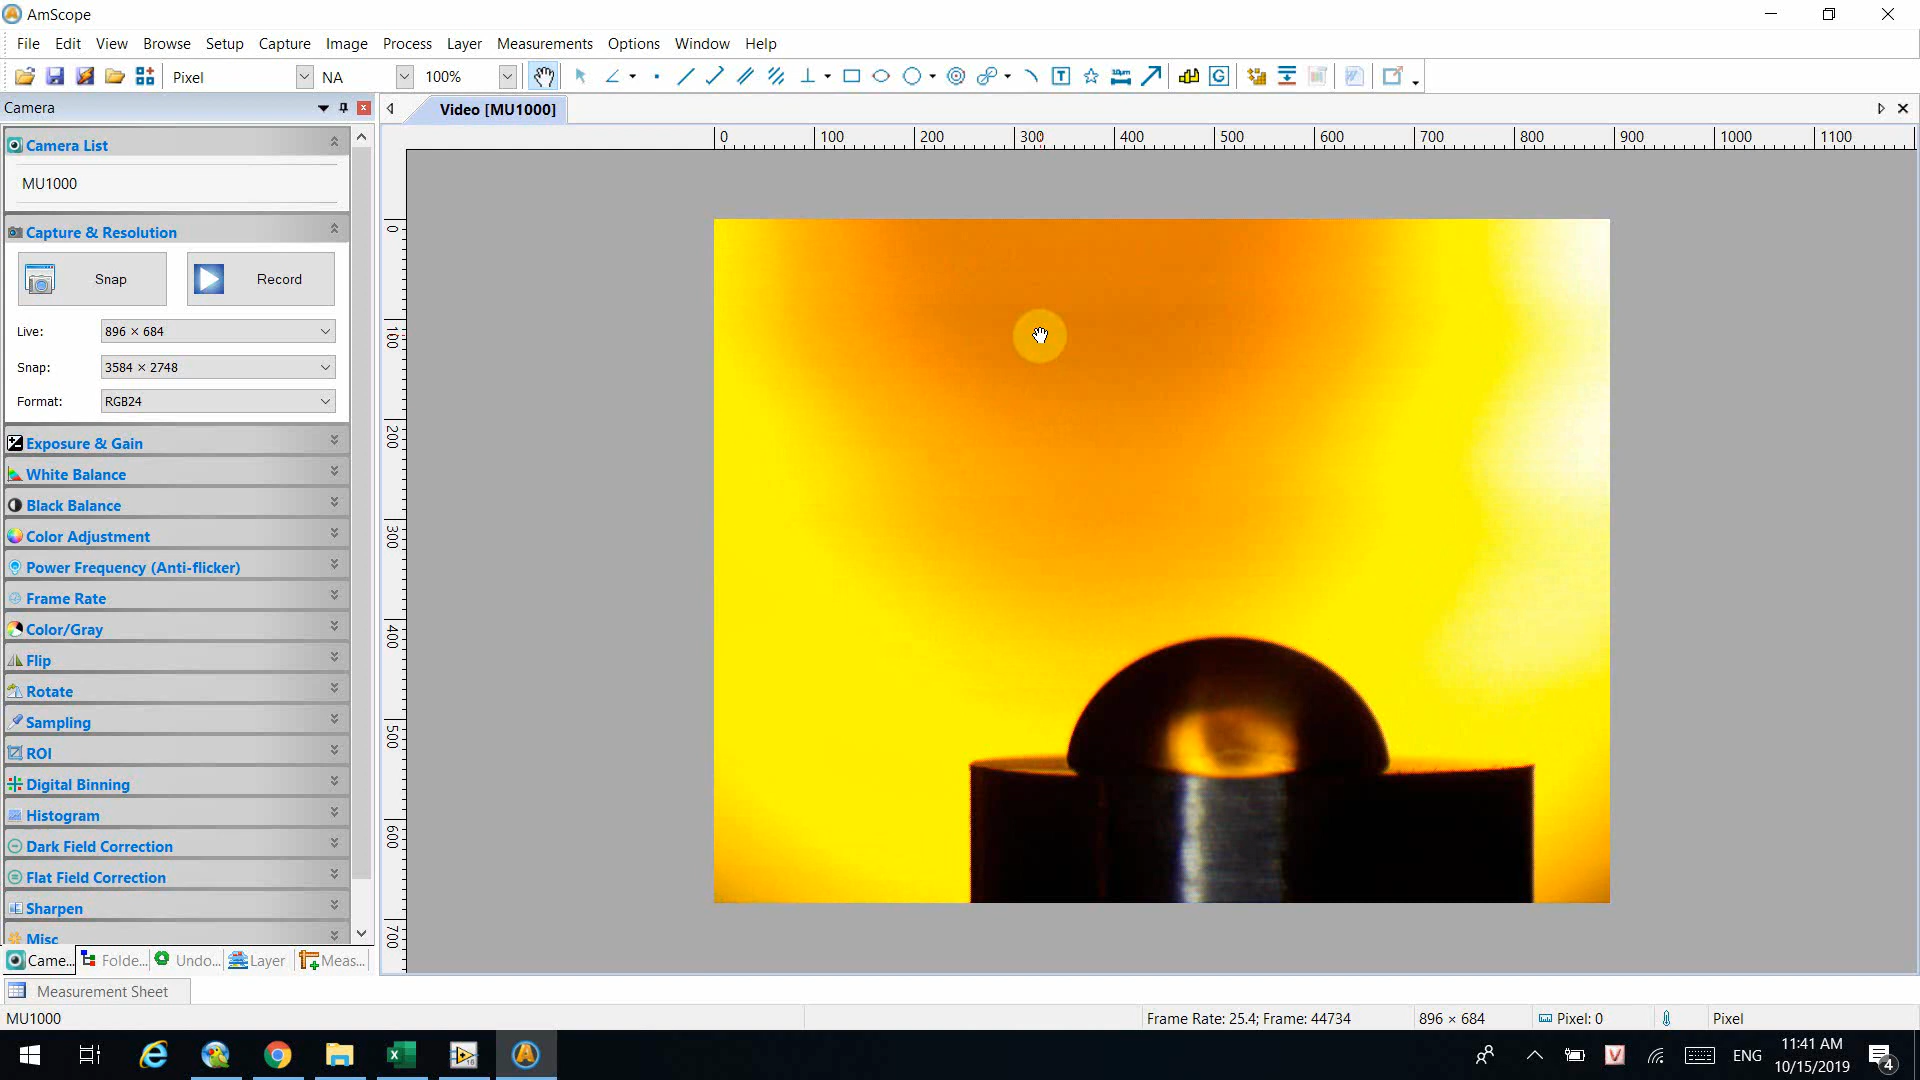 AmScope
File Edit View Browse Setup Capture Image Process Layer Measurements Options Window Help
Pixel NA 100%
Camera
Video [MU1000]
0 100 200 300 400 500 600 700 800 900 1000 1100
Camera List
MU1000
Capture & Resolution
Snap Record
Live: 896 × 684
Snap: 3584 × 2748
Format: RGB24
Exposure & Gain
White Balance
Black Balance
Color Adjustment
Power Frequency (Anti-flicker)
Frame Rate
Color/Gray
Flip
Rotate
Sampling
ROI
Digital Binning
Histogram
Dark Field Correction
Flat Field Correction
Sharpen
Misc
0
100
200
300
400
500
600
700
Came... Folde... Undo... Layer Meas...
Measurement Sheet
MU1000 Frame Rate: 25.4; Frame: 44734 896 × 684 Pixel: 0 Pixel
ENG
11:41 AM
10/15/2019
4